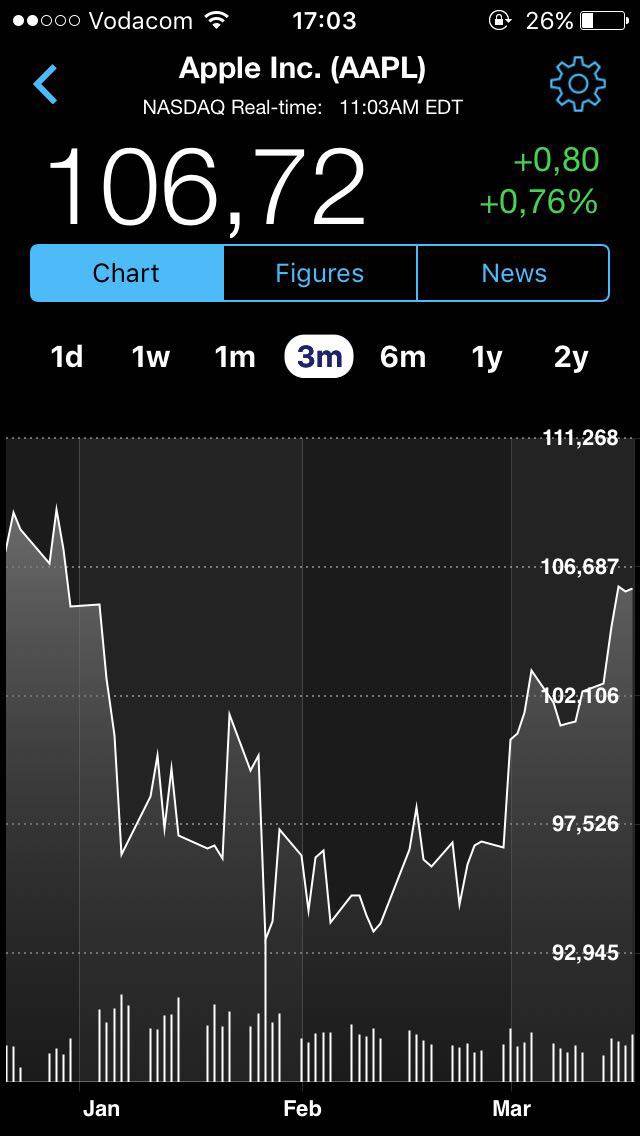 Vodacom 17:03 26%
Apple Inc. (AAPL)
NASDAQ Real-time: 11:03AM EDT
106,72
+0,80
+0,76%
Chart Figures News
1d 1w 1m 3m 6m 1y 2y
111,268
106,687
102,106
97,526
92,945
Jan Feb Mar